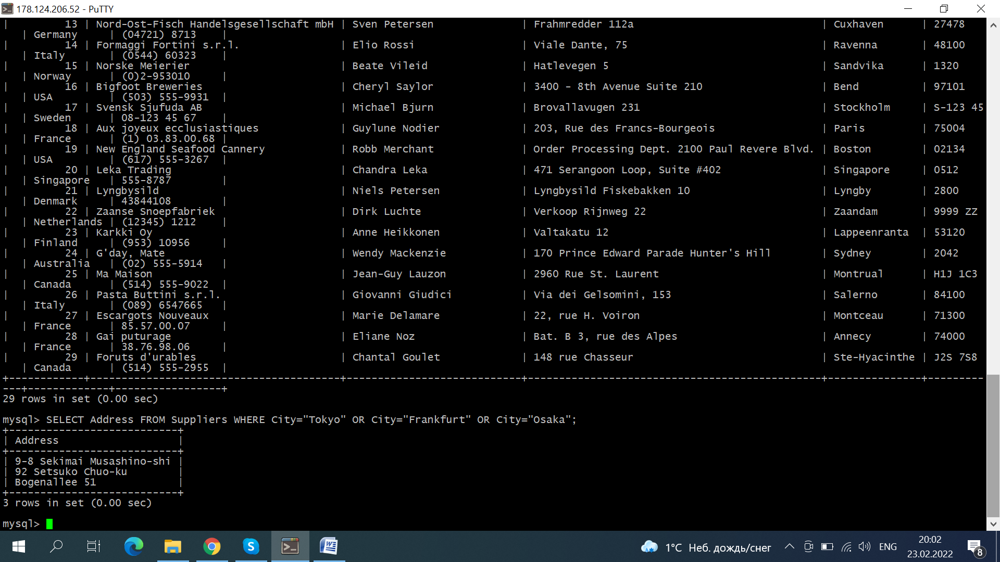 178.124.206.52 - PuTTY
|         13 | Nord-Ost-Fisch Handelsgesellschaft mbH | Sven Petersen              | Frahmredder 112a                              | Cuxhaven      | 27478
   | Germany     | (04721) 8713    |
|         14 | Formaggi Fortini s.r.l.                | Elio Rossi                 | Viale Dante, 75                               | Ravenna       | 48100
   | Italy       | (0544) 60323    |
|         15 | Norske Meierier                        | Beate Vileid               | Hatlevegen 5                                  | Sandvika      | 1320
   | Norway      | (0)2-953010     |
|         16 | Bigfoot Breweries                      | Cheryl Saylor              | 3400 - 8th Avenue Suite 210                   | Bend          | 97101
   | USA         | (503) 555-9931  |
|         17 | Svensk Sjufuda AB                      | Michael Bjurn              | Brovallavugen 231                             | Stockholm     | S-123 45
   | Sweden      | 08-123 45 67    |
|         18 | Aux joyeux ecclusiastiques             | Guylune Nodier             | 203, Rue des Francs-Bourgeois                 | Paris         | 75004
   | France      | (1) 03.83.00.68 |
|         19 | New England Seafood Cannery            | Robb Merchant              | Order Processing Dept. 2100 Paul Revere Blvd. | Boston        | 02134
   | USA         | (617) 555-3267  |
|         20 | Leka Trading                           | Chandra Leka               | 471 Serangoon Loop, Suite #402                | Singapore     | 0512
   | Singapore   | 555-8787        |
|         21 | Lyngbysild                             | Niels Petersen             | Lyngbysild Fiskebakken 10                     | Lyngby        | 2800
   | Denmark     | 43844108        |
|         22 | Zaanse Snoepfabriek                    | Dirk Luchte                | Verkoop Rijnweg 22                            | Zaandam       | 9999 ZZ
   | Netherlands | (12345) 1212    |
|         23 | Karkki Oy                              | Anne Heikkonen             | Valtakatu 12                                  | Lappeenranta  | 53120
   | Finland     | (953) 10956     |
|         24 | G'day, Mate                            | Wendy Mackenzie            | 170 Prince Edward Parade Hunter's Hill        | Sydney        | 2042
   | Australia   | (02) 555-5914   |
|         25 | Ma Maison                              | Jean-Guy Lauzon            | 2960 Rue St. Laurent                          | Montrual      | H1J 1C3
   | Canada      | (514) 555-9022  |
|         26 | Pasta Buttini s.r.l.                   | Giovanni Giudici           | Via dei Gelsomini, 153                        | Salerno       | 84100
   | Italy       | (089) 6547665   |
|         27 | Escargots Nouveaux                     | Marie Delamare             | 22, rue H. Voiron                             | Montceau      | 71300
   | France      | 85.57.00.07     |
|         28 | Gai puturage                           | Eliane Noz                 | Bat. B 3, rue des Alpes                       | Annecy        | 74000
   | France      | 38.76.98.06     |
|         29 | Foruts d'urables                       | Chantal Goulet             | 148 rue Chasseur                              | Ste-Hyacinthe | J2S 7S8
   | Canada      | (514) 555-2955  |
+------------+----------------------------------------+----------------------------+-----------------------------------------------+---------------+---------
---+-------------+-----------------+
29 rows in set (0.00 sec)
mysql> SELECT Address FROM Suppliers WHERE City="Tokyo" OR City="Frankfurt" OR City="Osaka";
+---------------------------+
| Address                   |
+---------------------------+
| 9-8 Sekimai Musashino-shi |
| 92 Setsuko Chuo-ku        |
| Bogenallee 51             |
+---------------------------+
3 rows in set (0.00 sec)
mysql>
1°C Неб. дождь/снег
ENG
20:02
23.02.2022
8